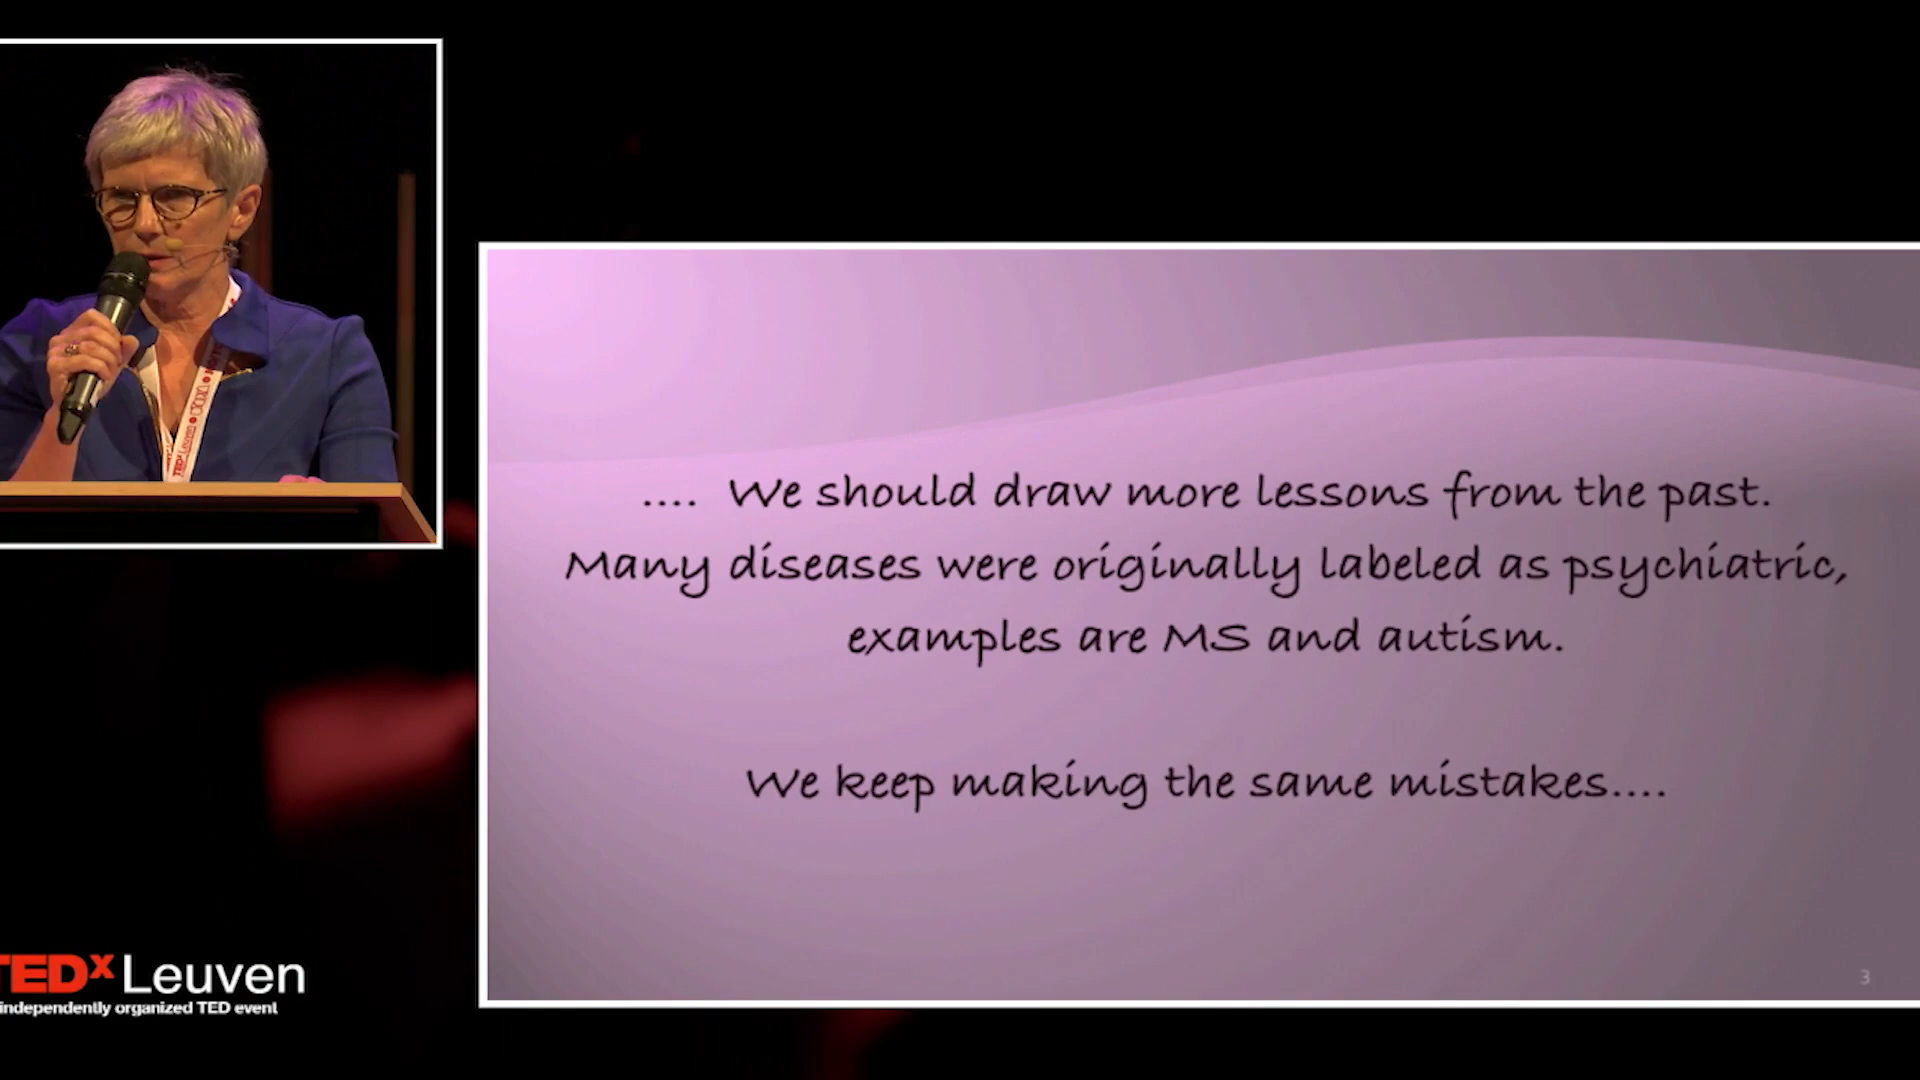 .... We should draw more lessons from the past.
Many diseases were originally labeled as psychiatric,
examples are MS and autism.
We keep making the same mistakes....
3
TEDx Leuven
independently organized TED event
TEDxLeuven